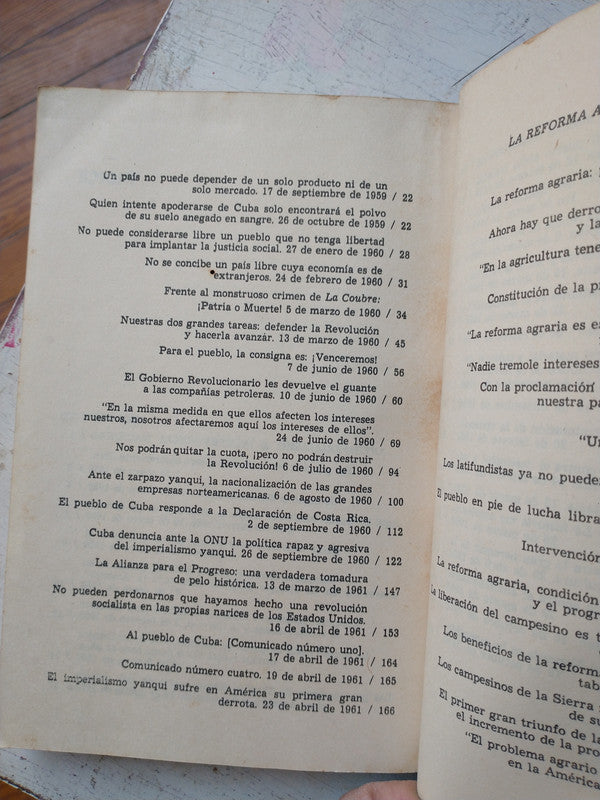 Un país no puede depender de un solo producto ni de un
solo mercado. 17 de septiembre de 1959 / 22
Quien intente apoderarse de Cuba solo encontrará el polvo
de su suelo anegado en sangre. 26 de octubre de 1959 / 22
No puede considerarse libre un pueblo que no tenga libertad
para implantar la justicia social. 27 de enero de 1960 / 28
No se concibe un país libre cuya economía es de
extranjeros. 24 de febrero de 1960 / 31
Frente al monstruoso crimen de La Coubre:
¡Patria o Muerte! 5 de marzo de 1960 / 34
Nuestras dos grandes tareas: defender la Revolución
y hacerla avanzar. 13 de marzo de 1960 / 45
Para el pueblo, la consigna es: ¡Venceremos!
7 de junio de 1960 / 56
El Gobierno Revolucionario les devuelve el guante
a las compañías petroleras. 10 de junio de 1960 / 60
"En la misma medida en que ellos afecten los intereses
nuestros, nosotros afectaremos aquí los intereses de ellos".
24 de junio de 1960 / 69
Nos podrán quitar la cuota, ¡pero no podrán destruir
la Revolución! 6 de julio de 1960 / 94
Ante el zarpazo yanqui, la nacionalización de las grandes
empresas norteamericanas. 6 de agosto de 1960 / 100
El pueblo de Cuba responde a la Declaración de Costa Rica.
2 de septiembre de 1960 / 112
Cuba denuncia ante la ONU la política rapaz y agresiva
del imperialismo yanqui. 26 de septiembre de 1960 / 122
La Alianza para el Progreso: una verdadera tomadura
de pelo histórica. 13 de marzo de 1961 / 147
No pueden perdonarnos que hayamos hecho una revolución
socialista en las propias narices de los Estados Unidos.
16 de abril de 1961 / 153
Al pueblo de Cuba: [Comunicado número uno].
17 de abril de 1961 / 164
Comunicado número cuatro. 19 de abril de 1961 / 165
El imperialismo yanqui sufre en América su primera gran
derrota. 23 de abril de 1961 / 166
LA REFORMA A
La reforma agraria:
Ahora hay que derro
y la
"En la agricultura tene
Constitución de la p
"La reforma agraria es e
"Nadie tremole intereses
Con la proclamación
nuestra pa
"U
Los latifundistas ya no puede
El pueblo en pie de lucha libra
Intervención
La reforma agraria, condición
y el progr
La liberación del campesino es t
Los beneficios de la reforma
tab
Los campesinos de la Sierra
de su
El primer gran triunfo de la
el incremento de la pro
"El problema agrario
en la América